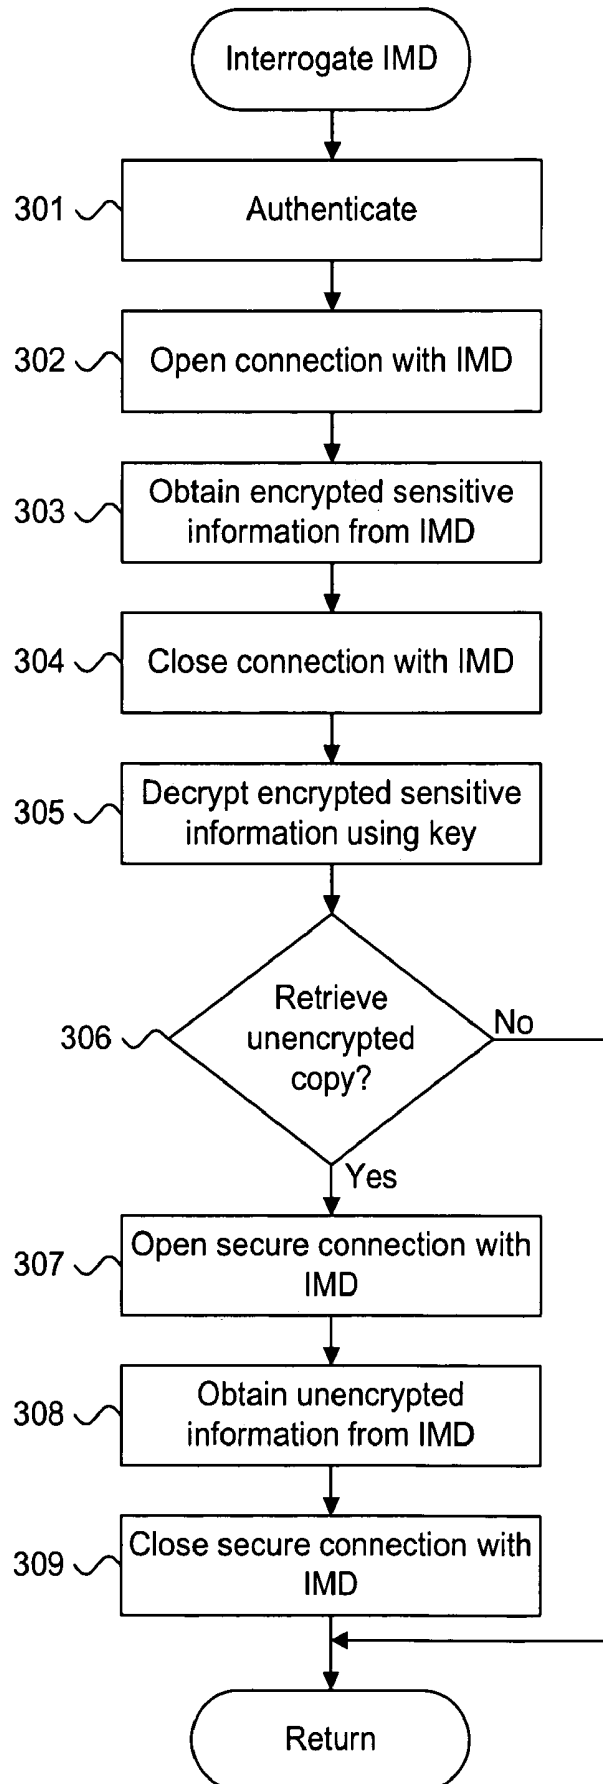 Interrogate IMD
301
Authenticate
302
Open connection with IMD
303
Obtain encrypted sensitive
information from IMD
304
Close connection with IMD
305
Decrypt encrypted sensitive
information using key
306
Retrieve
unencrypted
copy?
No
Yes
307
Open secure connection with
IMD
308
Obtain unencrypted
information from IMD
309
Close secure connection with
IMD
Return